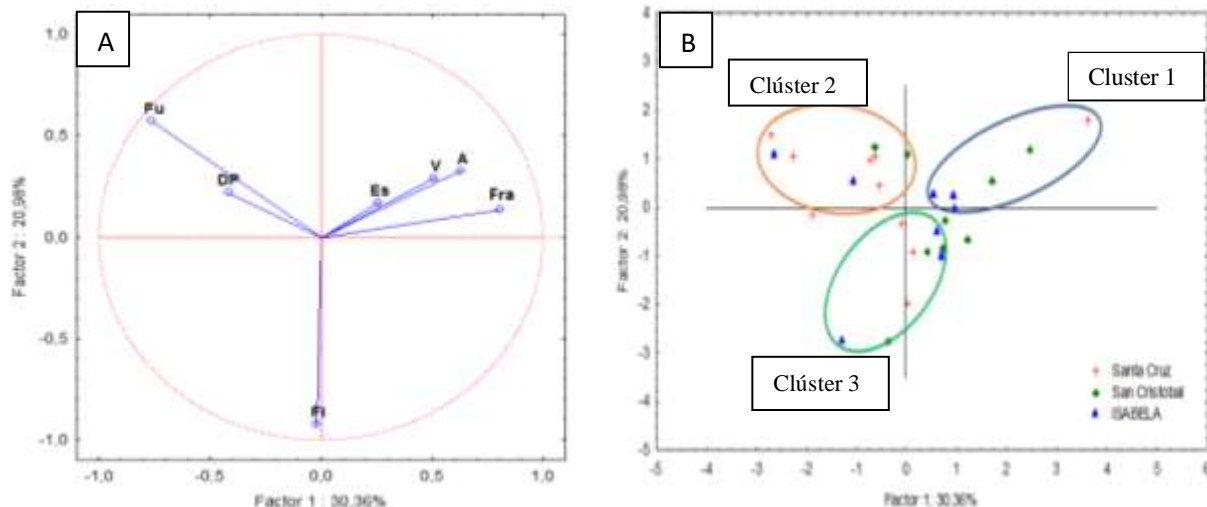 A
1,0
0,5
0,0
-0,5
-1,0
Factor 2 : 20,98%
Fu
DP
Es
V
A
Fra
Fi
-1,0 -0,5 0,0 0,5 1,0
Factor 1 : 30,36%
B
Clúster 2
Cluster 1
Clúster 3
4
3
2
1
0
-1
-2
-3
-4
-5
Factor 2: 20,98%
Santa Cruz
San Cristobal
ISABELA
-5 -4 -3 -2 -1 0 1 2 3 4 5 6
Factor 1: 30,36%